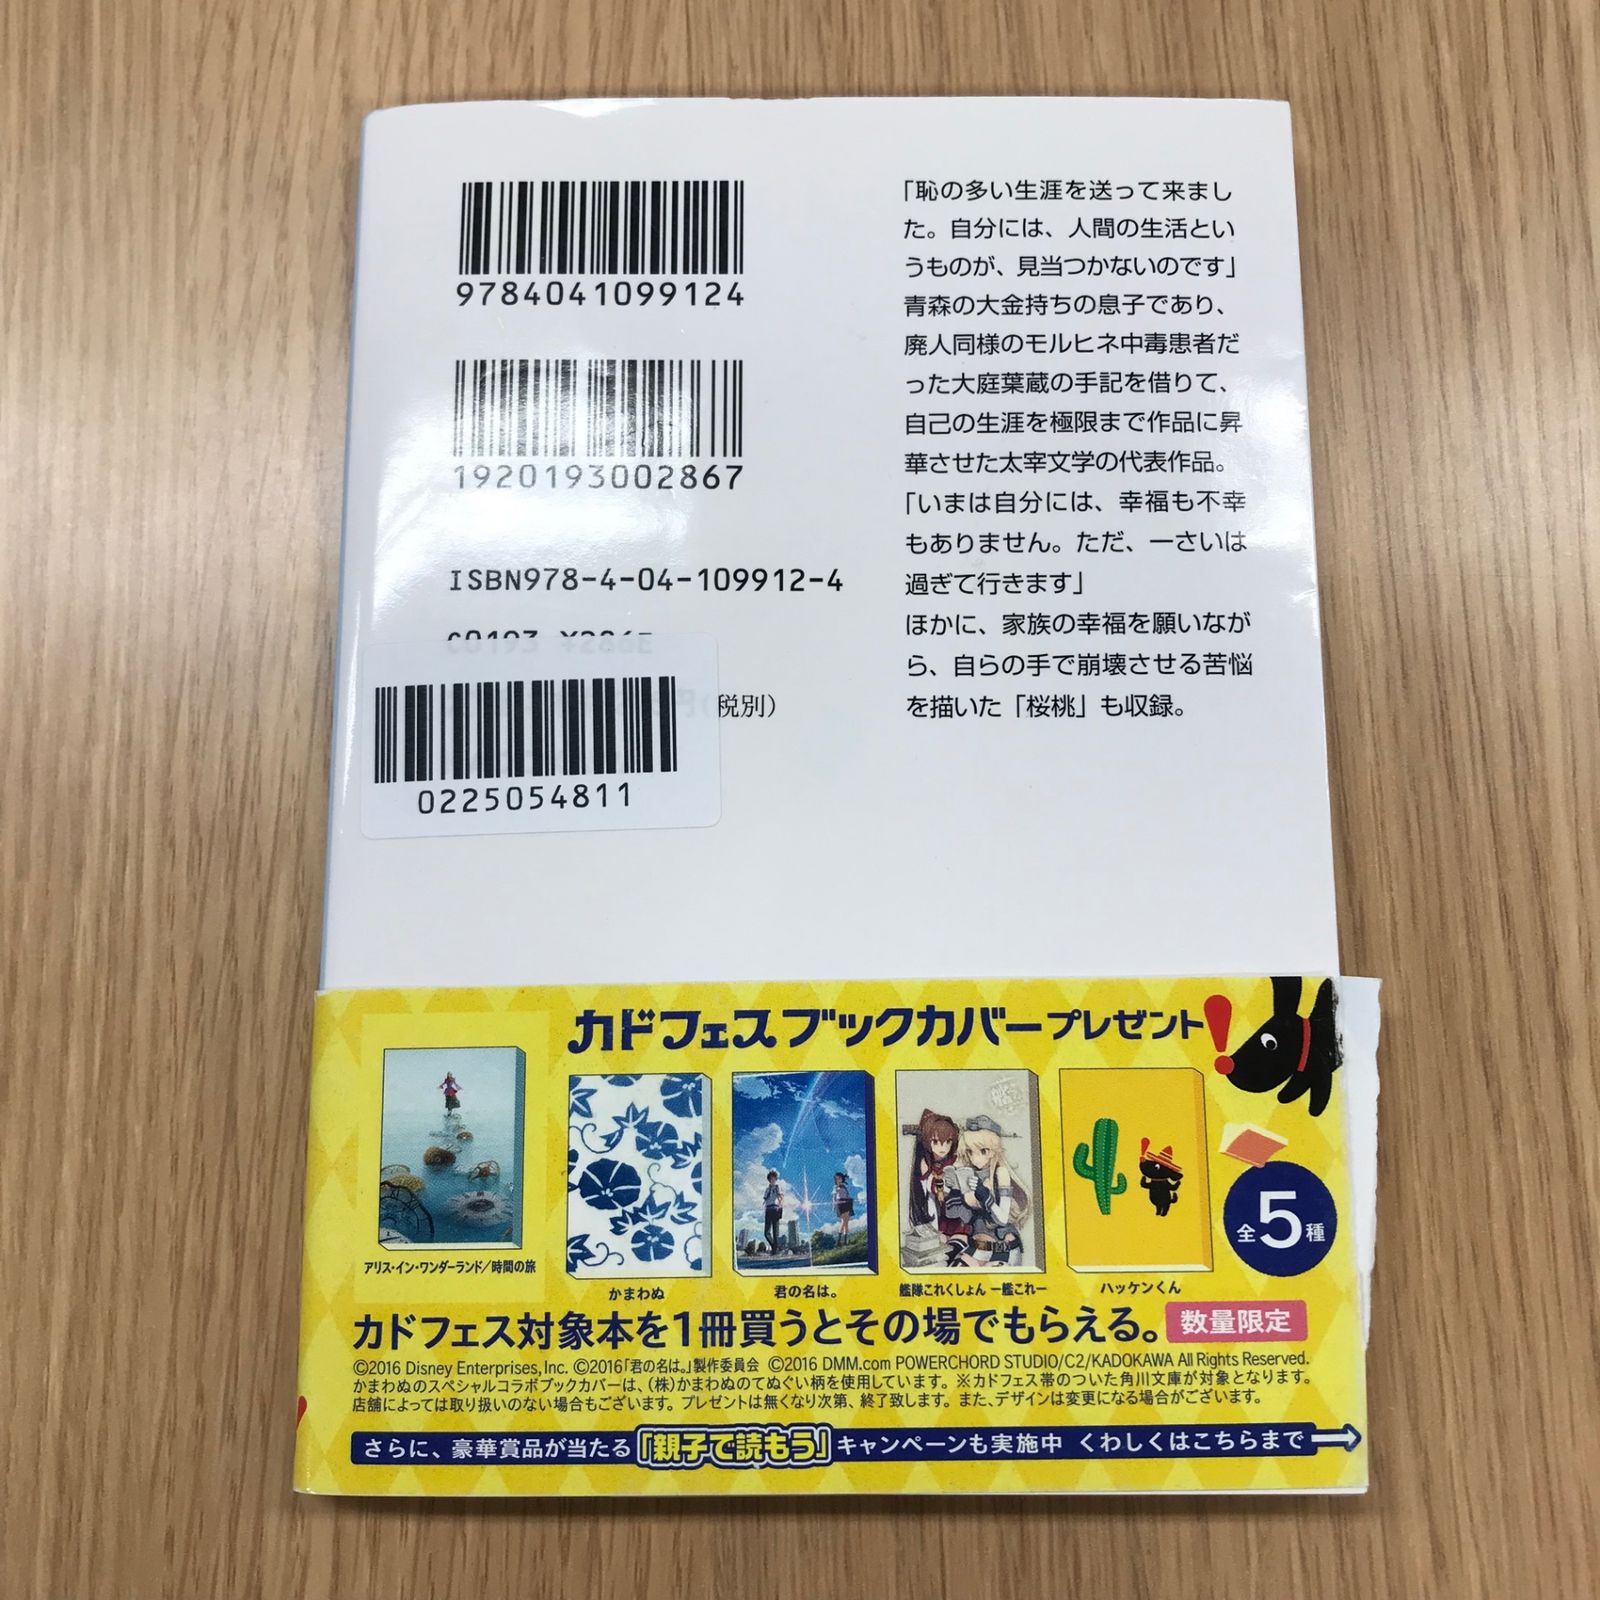 9784041099124
1920193002867
ISBN978-4-04-109912-4
C0193 ¥286E
円(税別)
0225054811
「恥の多い生涯を送って来まし
た。自分には、人間の生活とい
うものが、見当つかないのです」
青森の大金持ちの息子であり、
廃人同様のモルヒネ中毒患者だ
った大庭葉蔵の手記を借りて、
自己の生涯を極限まで作品に昇
華させた太宰文学の代表作品。
「いまは自分には、幸福も不幸
もありません。ただ、一さいは
過ぎて行きます」
ほかに、家族の幸福を願いなが
ら、自らの手で崩壊させる苦悩
を描いた「桜桃」も収録。
カドフェスブックカバープレゼント!
アリス・イン・ワンダーランド/時間の旅
かまわぬ
君の名は。
艦隊これくしょん ー艦これー
ハッケンくん
全5種
カドフェス対象本を1冊買うとその場でもらえる。 数量限定
©2016 Disney Enterprises,Inc. ©2016「君の名は。」製作委員会 ©2016 DMM.com POWERCHORD STUDIO/C2/KADOKAWA All Rights Reserved.
かまわぬのスペシャルコラボブックカバーは、(株)かまわぬのてぬぐい柄を使用しています。※カドフェス帯のついた角川文庫が対象となります。
店舗によっては取り扱いのない場合もございます。プレゼントは無くなり次第、終了致します。また、デザインは変更になる場合がございます。
さらに、豪華賞品が当たる「親子で読もう」キャンペーンも実施中 くわしくはこちらまで→